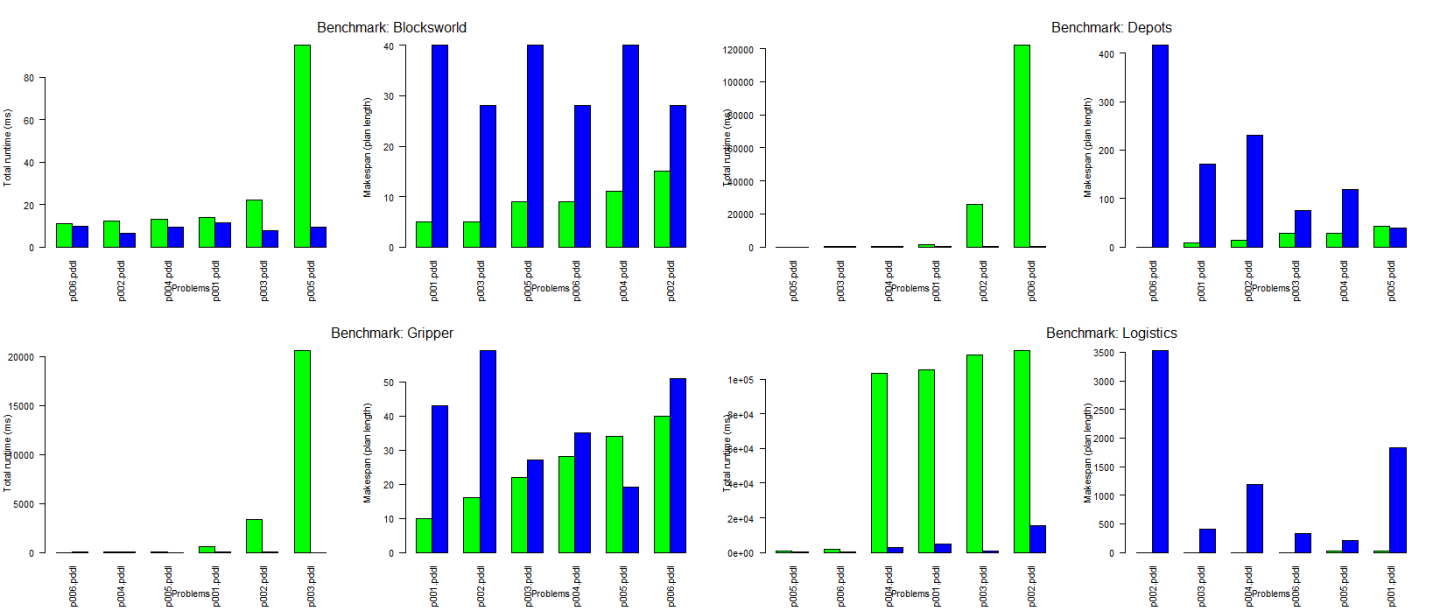 Benchmark: Blocksworld
Total runtime (ms)
80
60
40
20
0
p006.pddl
p002.pddl
p004.pddl
p001.pddl
p003.pddl
p005.pddl
Problems
Makespan (plan length)
40
30
20
10
0
p001.pddl
p003.pddl
p005.pddl
p006.pddl
p004.pddl
p002.pddl
Problems
Benchmark: Depots
Total runtime (ms)
120000
100000
80000
60000
40000
20000
0
p005.pddl
p003.pddl
p004.pddl
p001.pddl
p002.pddl
p006.pddl
Problems
Makespan (plan length)
400
300
200
100
0
p006.pddl
p001.pddl
p002.pddl
p003.pddl
p004.pddl
p005.pddl
Problems
Benchmark: Gripper
Total runtime (ms)
20000
15000
10000
5000
0
p006.pddl
p004.pddl
p005.pddl
p001.pddl
p002.pddl
p003.pddl
Problems
Makespan (plan length)
50
40
30
20
10
0
p001.pddl
p002.pddl
p003.pddl
p004.pddl
p005.pddl
p006.pddl
Problems
Benchmark: Logistics
Total runtime (ms)
1e+05
8e+04
6e+04
4e+04
2e+04
0e+00
p005.pddl
p006.pddl
p004.pddl
p001.pddl
p003.pddl
p002.pddl
Problems
Makespan (plan length)
3500
3000
2500
2000
1500
1000
500
0
p002.pddl
p003.pddl
p004.pddl
p006.pddl
p005.pddl
p001.pddl
Problems